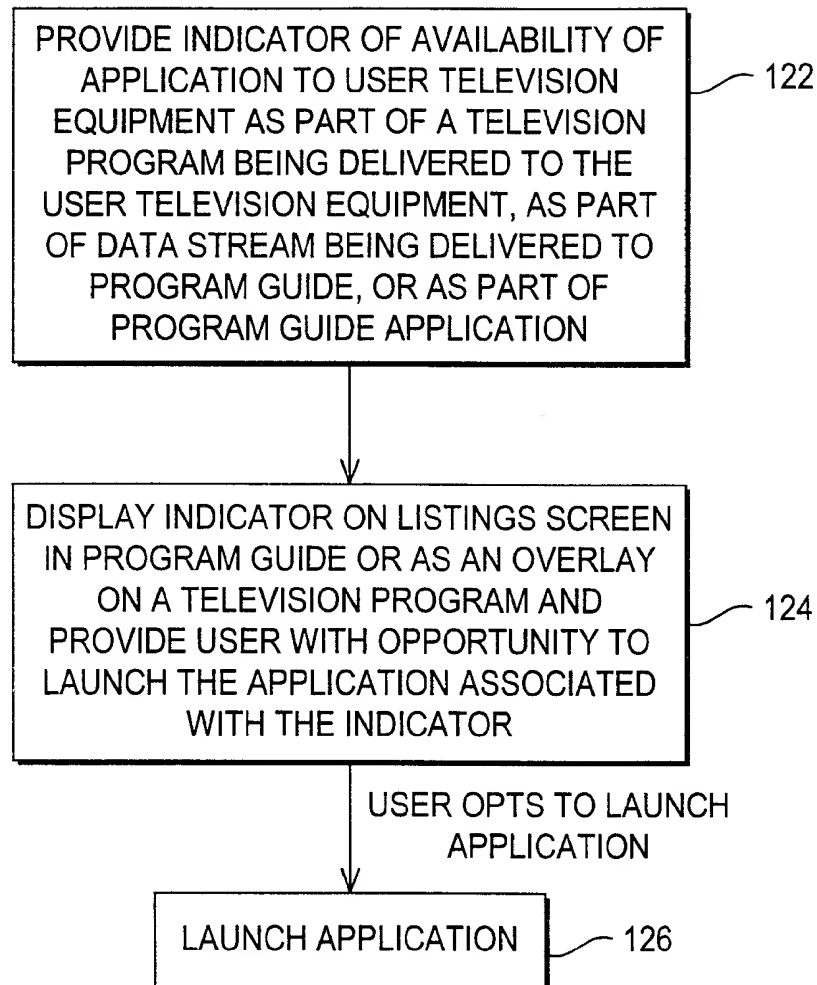 PROVIDE INDICATOR OF AVAILABILITY OF
APPLICATION TO USER TELEVISION
EQUIPMENT AS PART OF A TELEVISION
PROGRAM BEING DELIVERED TO THE
USER TELEVISION EQUIPMENT, AS PART
OF DATA STREAM BEING DELIVERED TO
PROGRAM GUIDE, OR AS PART OF
PROGRAM GUIDE APPLICATION
122
DISPLAY INDICATOR ON LISTINGS SCREEN
IN PROGRAM GUIDE OR AS AN OVERLAY
ON A TELEVISION PROGRAM AND
PROVIDE USER WITH OPPORTUNITY TO
LAUNCH THE APPLICATION ASSOCIATED
WITH THE INDICATOR
124
USER OPTS TO LAUNCH
APPLICATION
LAUNCH APPLICATION
126